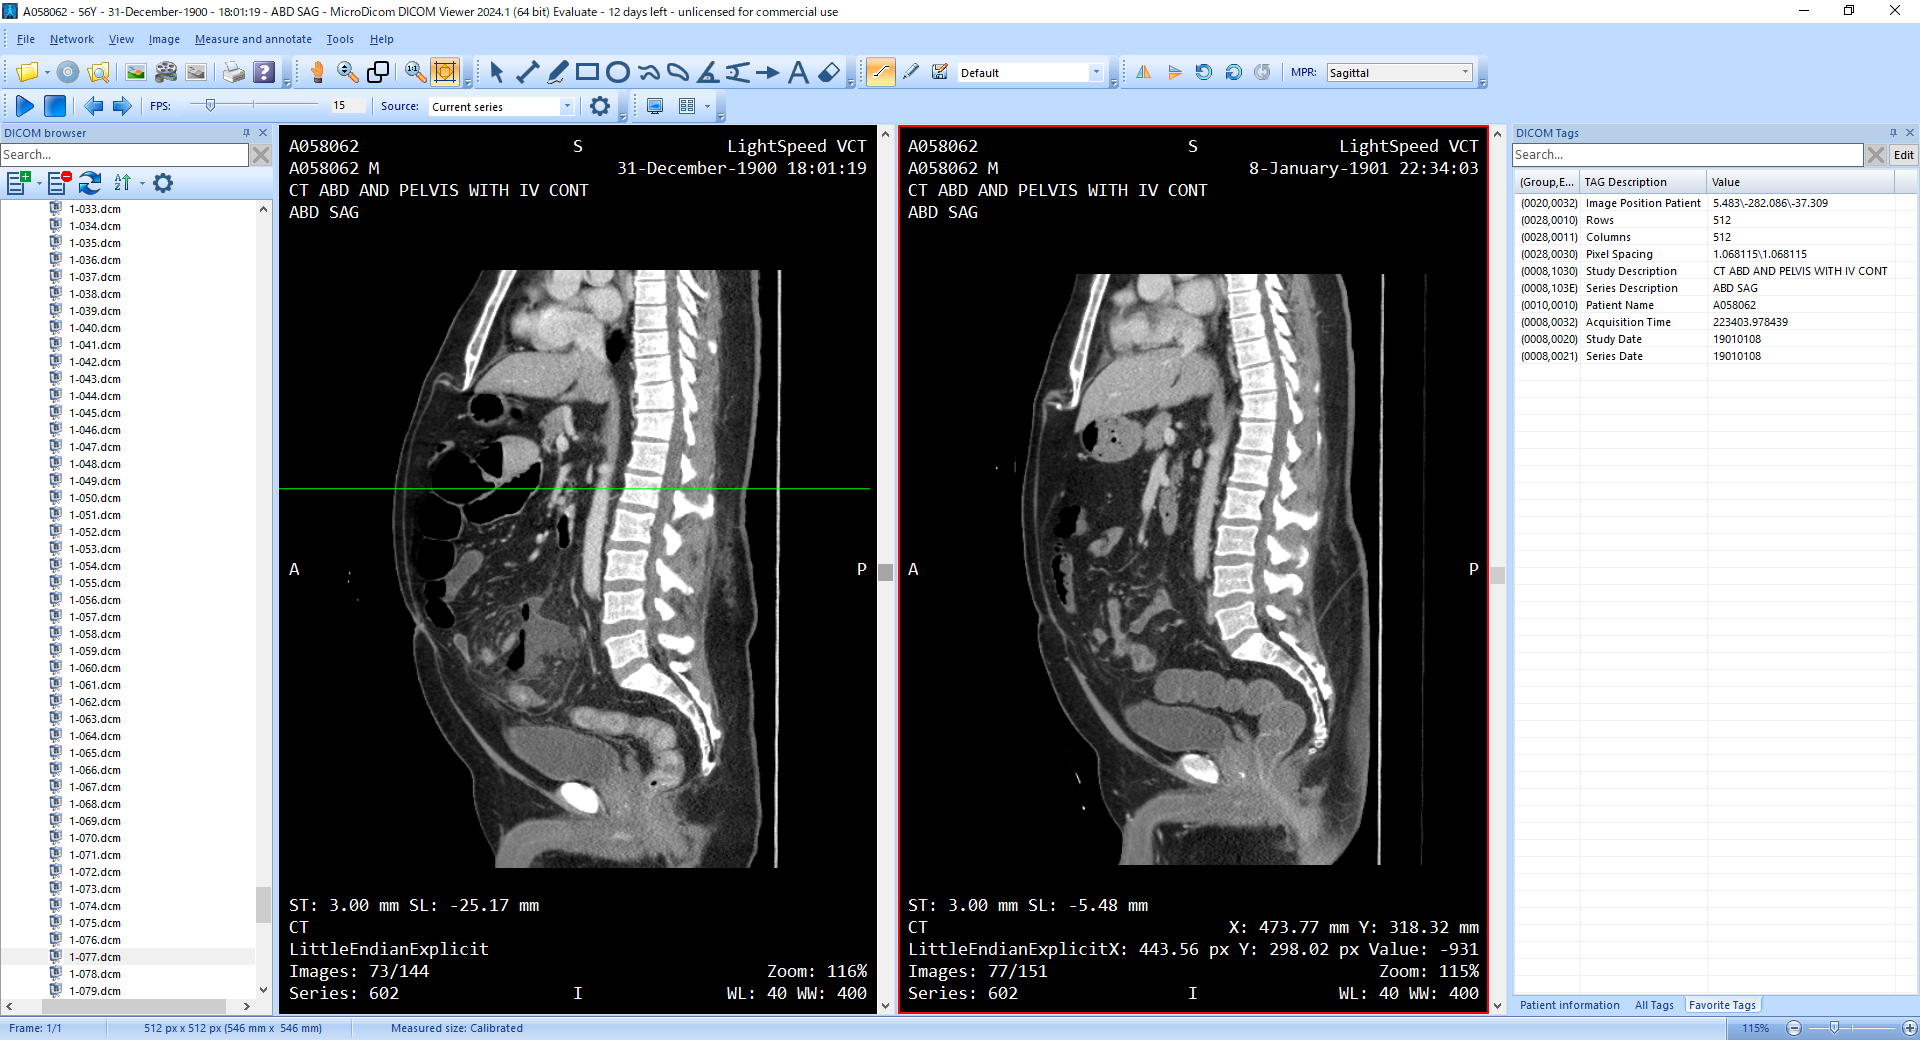 A058062 - 56Y - 31-December-1900 - 18:01:19 - ABD SAG - MicroDicom DICOM Viewer 2024.1 (64 bit) Evaluate - 12 days left - unlicensed for commercial use
File Network View Image Measure and annotate Tools Help
1:1 A Default MPR: Sagittal
FPS: 15 Source: Current series
DICOM browser
Search...
1-033.dcm
1-034.dcm
1-035.dcm
1-036.dcm
1-037.dcm
1-038.dcm
1-039.dcm
1-040.dcm
1-041.dcm
1-042.dcm
1-043.dcm
1-044.dcm
1-045.dcm
1-046.dcm
1-047.dcm
1-048.dcm
1-049.dcm
1-050.dcm
1-051.dcm
1-052.dcm
1-053.dcm
1-054.dcm
1-055.dcm
1-056.dcm
1-057.dcm
1-058.dcm
1-059.dcm
1-060.dcm
1-061.dcm
1-062.dcm
1-063.dcm
1-064.dcm
1-065.dcm
1-066.dcm
1-067.dcm
1-068.dcm
1-069.dcm
1-070.dcm
1-071.dcm
1-072.dcm
1-073.dcm
1-074.dcm
1-075.dcm
1-076.dcm
1-077.dcm
1-078.dcm
1-079.dcm
A058062 S LightSpeed VCT
A058062 M 31-December-1900 18:01:19
CT ABD AND PELVIS WITH IV CONT
ABD SAG
A P
ST: 3.00 mm SL: -25.17 mm
CT
LittleEndianExplicit
Images: 73/144 Zoom: 116%
Series: 602 I WL: 40 WW: 400
A058062 S LightSpeed VCT
A058062 M 8-January-1901 22:34:03
CT ABD AND PELVIS WITH IV CONT
ABD SAG
A P
ST: 3.00 mm SL: -5.48 mm
CT X: 473.77 mm Y: 318.32 mm
LittleEndianExplicitX: 443.56 px Y: 298.02 px Value: -931
Images: 77/151 Zoom: 115%
Series: 602 I WL: 40 WW: 400
DICOM Tags
Search... Edit
(Group,E... TAG Description Value
(0020,0032) Image Position Patient 5.483\-282.086\-37.309
(0028,0010) Rows 512
(0028,0011) Columns 512
(0028,0030) Pixel Spacing 1.068115\1.068115
(0008,1030) Study Description CT ABD AND PELVIS WITH IV CONT
(0008,103E) Series Description ABD SAG
(0010,0010) Patient Name A058062
(0008,0032) Acquisition Time 223403.978439
(0008,0020) Study Date 19010108
(0008,0021) Series Date 19010108
Patient information All Tags Favorite Tags
Frame: 1/1 512 px x 512 px (546 mm x 546 mm) Measured size: Calibrated 115%